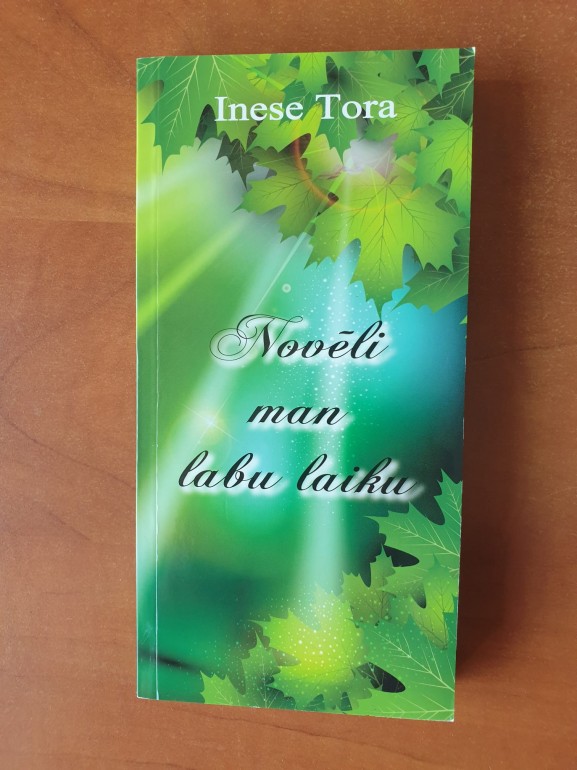 Inese Tora
Novēli
man
labu laiku